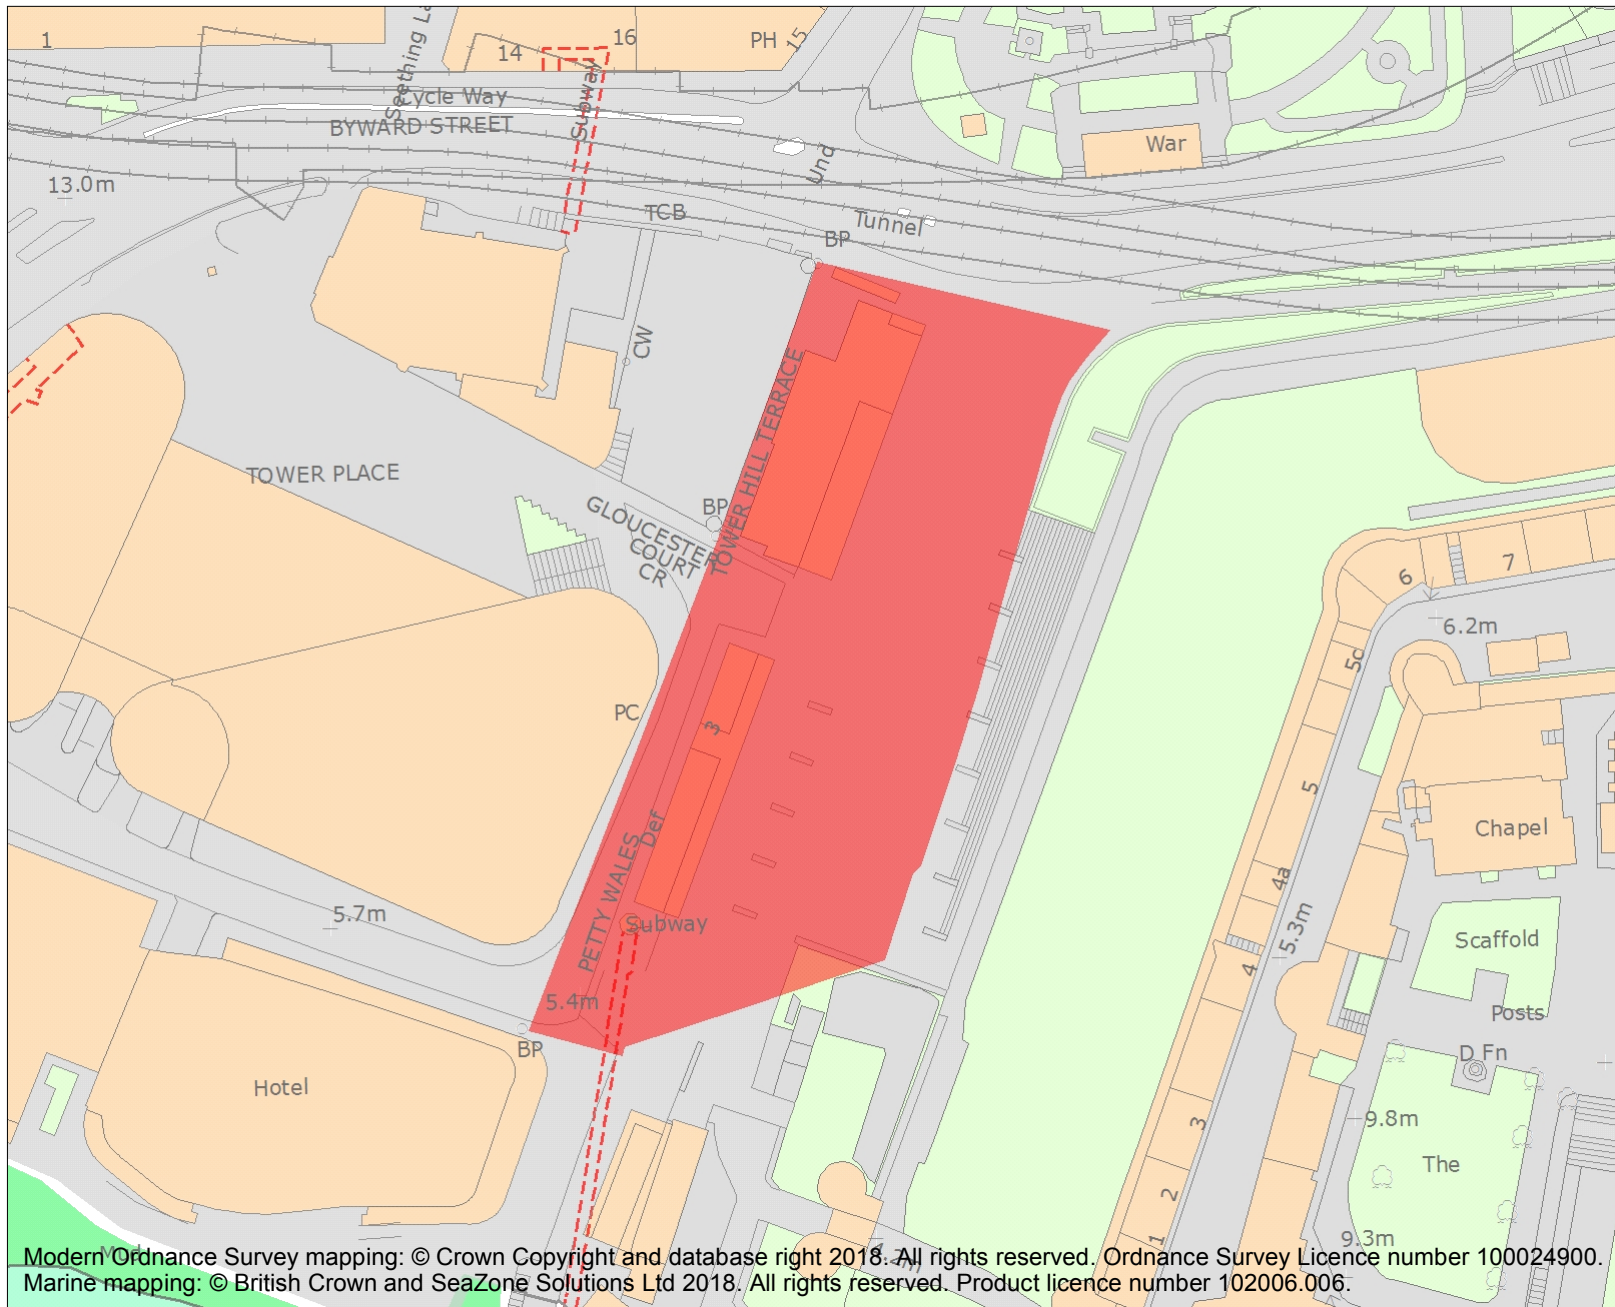 1
Seething La
14
16
PH
15
Cycle Way
Subway
BYWARD STREET
Und
War
13.0m
TCB
Tunnel
BP
CW
TOWER HILL TERRACE
TOWER PLACE
BP
GLOUCESTER
COURT
CR
6
7
6.2m
5c
PC
3
5
Def
Chapel
4a
PETTY WALES
5.7m
Subway
5.3m
Scaffold
4
5.4m
Posts
BP
D Fn
Hotel
3
9.8m
The
2
1
9.3m
4.2m
Mud
Modern Ordnance Survey mapping: © Crown Copyright and database right 2018. All rights reserved. Ordnance Survey Licence number 100024900.
Marine mapping: © British Crown and SeaZone Solutions Ltd 2018. All rights reserved. Product licence number 102006.006.